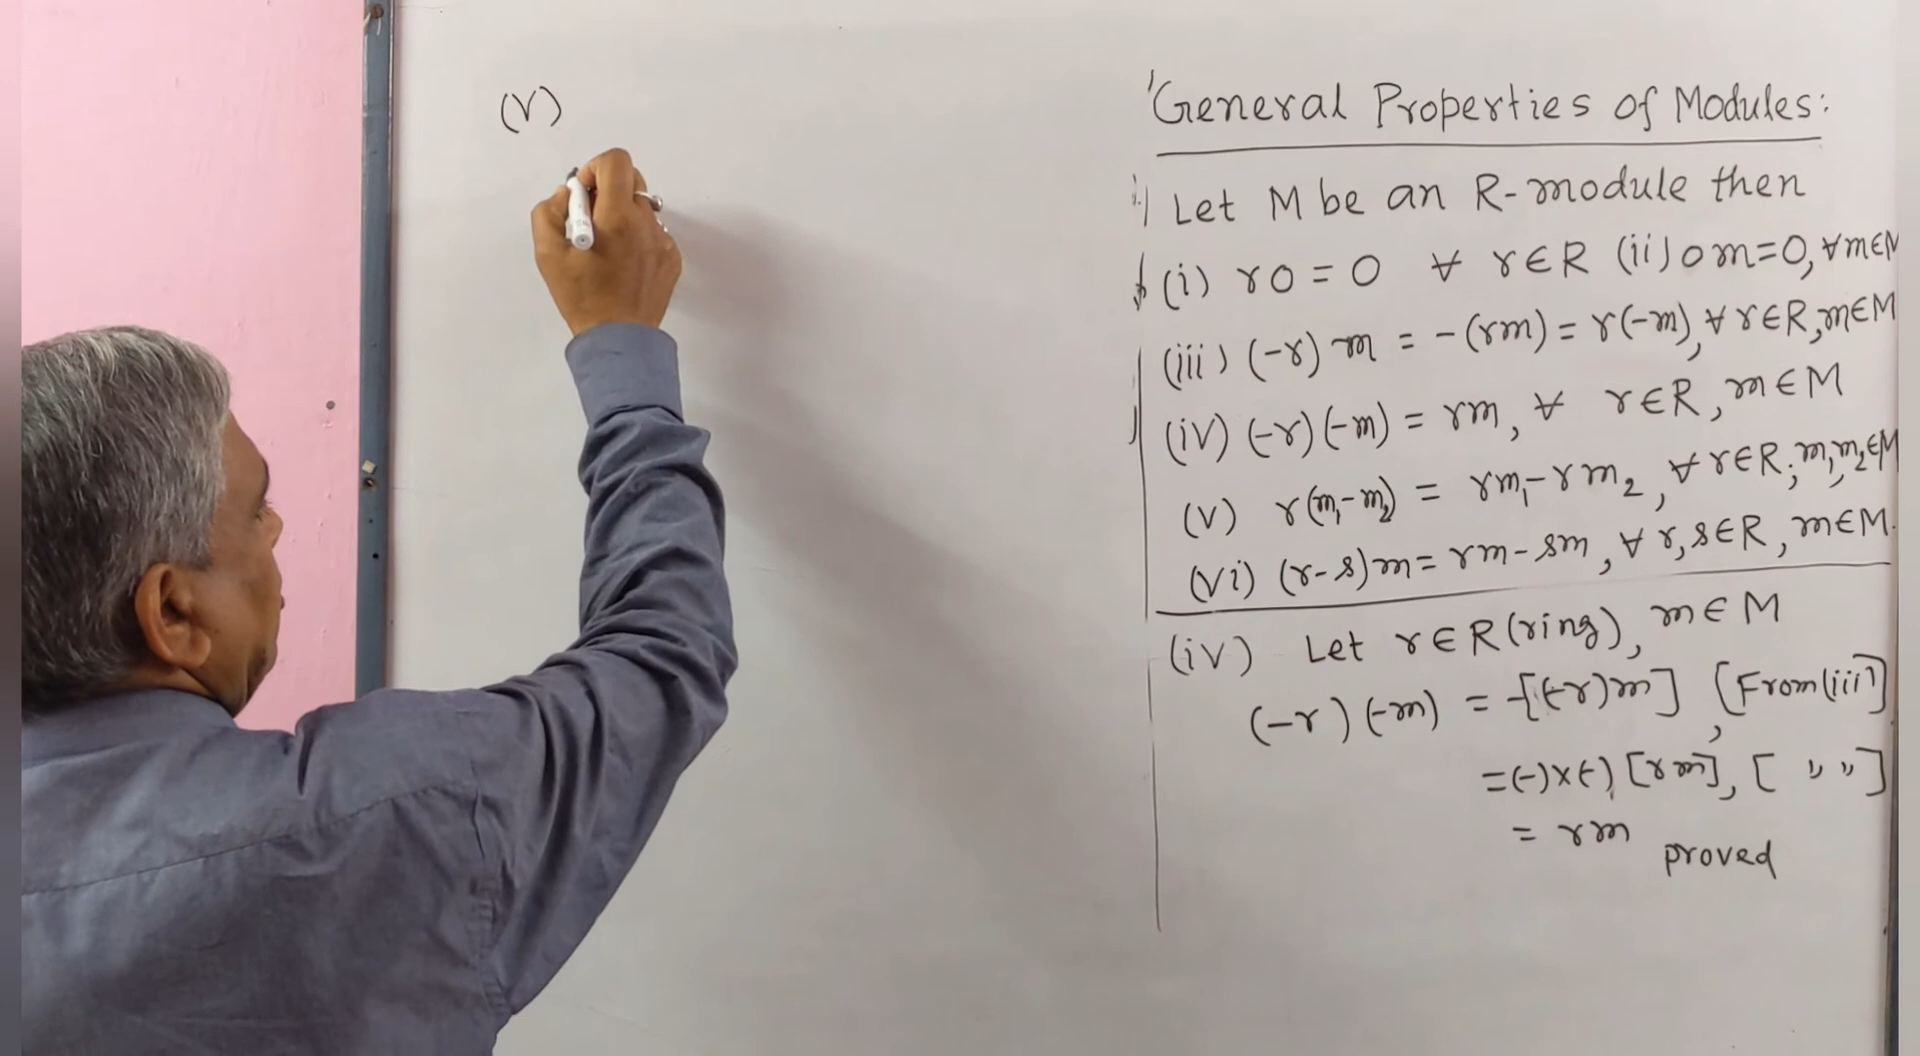 (V)
General Properties of Modules:
Let M be an R-module then
(i) r0 = 0 ∀ r∈R (ii) 0m=0, ∀m∈M
(iii) (-r) m = -(rm) = r(-m), ∀ r∈R, m∈M
(iv) (-r) (-m) = rm, ∀ r∈R, m∈M
(v) r(m₁-m₂) = rm₁-rm₂, ∀ r∈R; m₁,m₂∈M
(vi) (r-s)m = rm - sm, ∀ r,s∈R, m∈M.
(iv) Let r∈R (ring), m∈M
(-r) (-m) = -[(-r)m], [From (iii)]
= (-)×(-) [rm], [ " " ]
= rm
proved